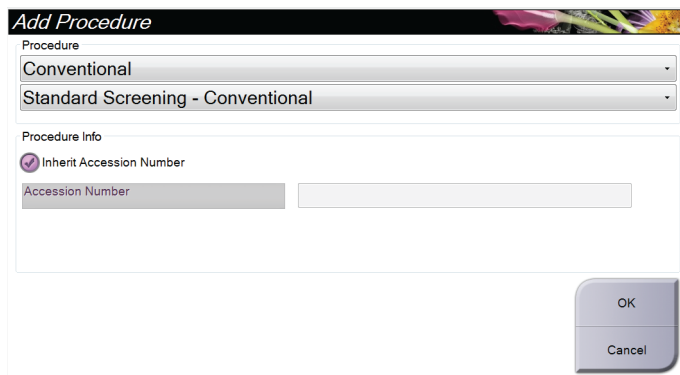 Add Procedure
Procedure
Conventional
Standard Screening - Conventional
Procedure Info
Inherit Accession Number
Accession Number
OK
Cancel